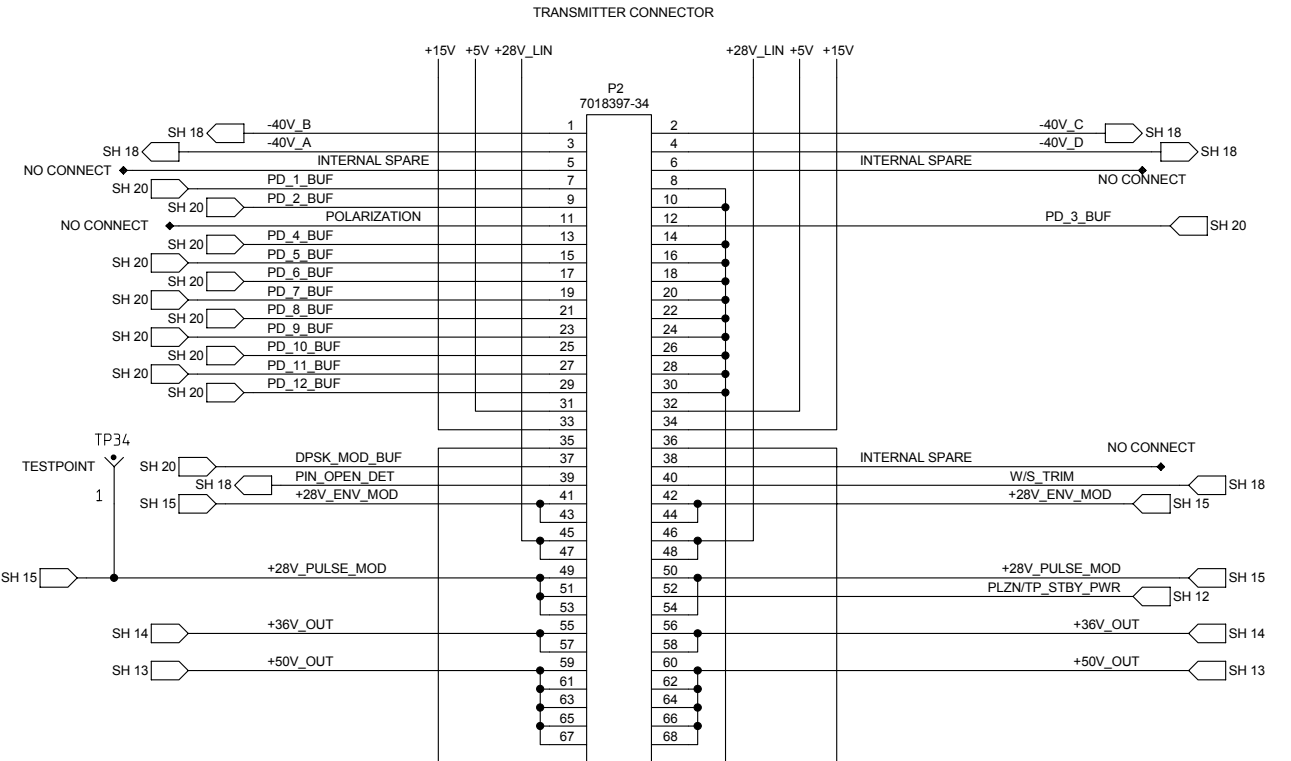 TRANSMITTER CONNECTOR
+15V +5V +28V_LIN +28V_LIN +5V +15V
P2
7018397-34
SH 18 -40V_B 1 2 -40V_C SH 18
SH 18 -40V_A 3 4 -40V_D SH 18
NO CONNECT INTERNAL SPARE 5 6 INTERNAL SPARE NO CONNECT
SH 20 PD_1_BUF 7 8
SH 20 PD_2_BUF 9 10
NO CONNECT POLARIZATION 11 12 PD_3_BUF SH 20
SH 20 PD_4_BUF 13 14
SH 20 PD_5_BUF 15 16
SH 20 PD_6_BUF 17 18
SH 20 PD_7_BUF 19 20
SH 20 PD_8_BUF 21 22
SH 20 PD_9_BUF 23 24
SH 20 PD_10_BUF 25 26
SH 20 PD_11_BUF 27 28
SH 20 PD_12_BUF 29 30
31 32
33 34
TP34 35 36 NO CONNECT
TESTPOINT SH 20 DPSK_MOD_BUF 37 38 INTERNAL SPARE
SH 18 PIN_OPEN_DET 39 40 W/S_TRIM SH 18
1 SH 15 +28V_ENV_MOD 41 42 +28V_ENV_MOD SH 15
43 44
45 46
47 48
SH 15 +28V_PULSE_MOD 49 50 +28V_PULSE_MOD SH 15
51 52 PLZN/TP_STBY_PWR SH 12
53 54
SH 14 +36V_OUT 55 56 +36V_OUT SH 14
57 58
SH 13 +50V_OUT 59 60 +50V_OUT SH 13
61 62
63 64
65 66
67 68